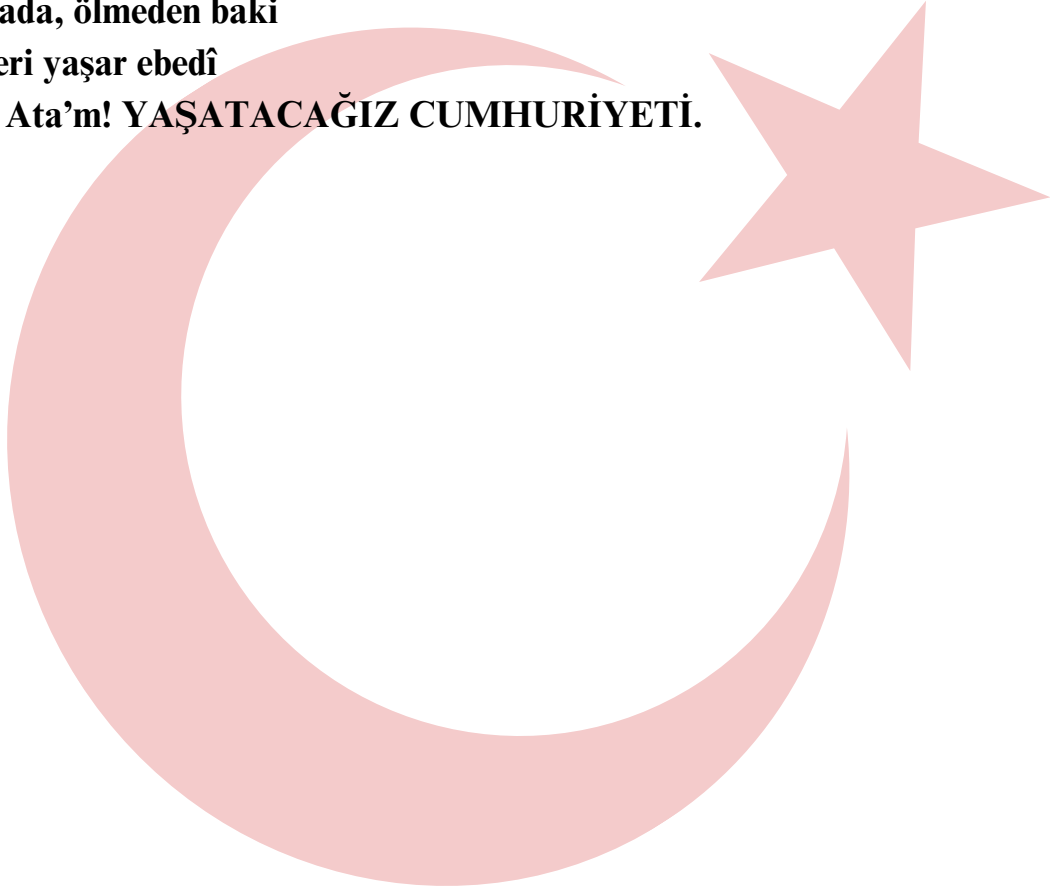 ada, ölmeden baki
eri yaşar ebedî
Ata’m! YAŞATACAĞIZ CUMHURİYETİ.